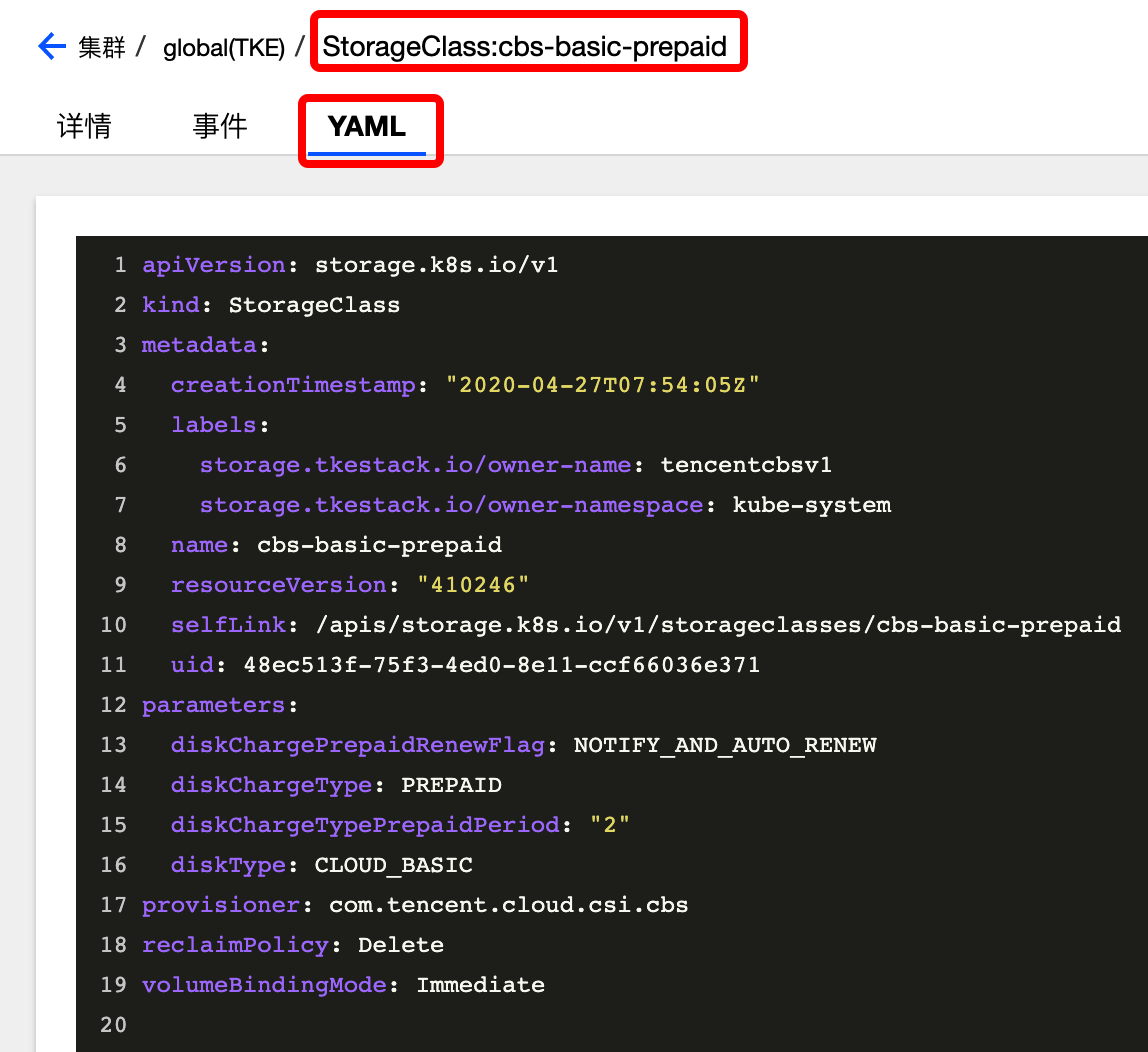 集群 / global(TKE) / StorageClass:cbs-basic-prepaid
详情 事件 YAML
1 apiVersion: storage.k8s.io/v1
2 kind: StorageClass
3 metadata:
4   creationTimestamp: "2020-04-27T07:54:05Z"
5   labels:
6     storage.tkestack.io/owner-name: tencentcbsv1
7     storage.tkestack.io/owner-namespace: kube-system
8   name: cbs-basic-prepaid
9   resourceVersion: "410246"
10   selfLink: /apis/storage.k8s.io/v1/storageclasses/cbs-basic-prepaid
11   uid: 48ec513f-75f3-4ed0-8e11-ccf66036e371
12 parameters:
13   diskChargePrepaidRenewFlag: NOTIFY_AND_AUTO_RENEW
14   diskChargeType: PREPAID
15   diskChargeTypePrepaidPeriod: "2"
16   diskType: CLOUD_BASIC
17 provisioner: com.tencent.cloud.csi.cbs
18 reclaimPolicy: Delete
19 volumeBindingMode: Immediate
20